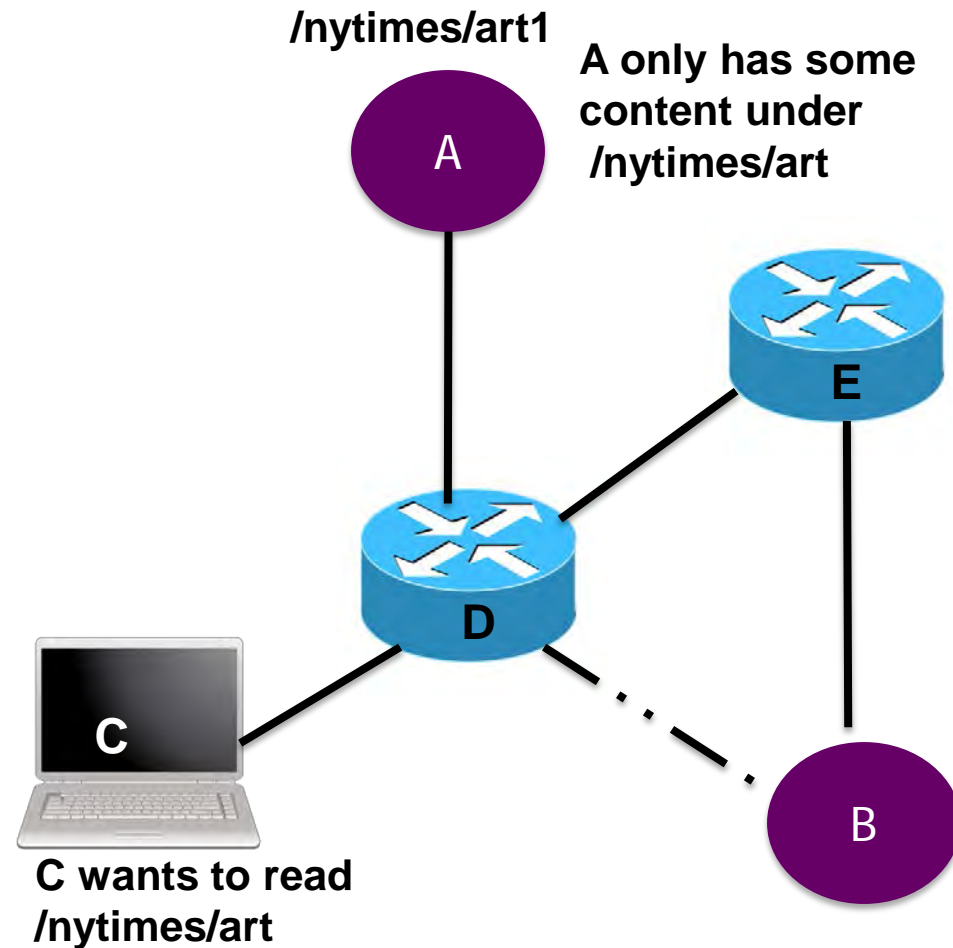 /nytimes/art1
A only has some
content under
/nytimes/art
A
E
D
C
B
C wants to read
/nytimes/art